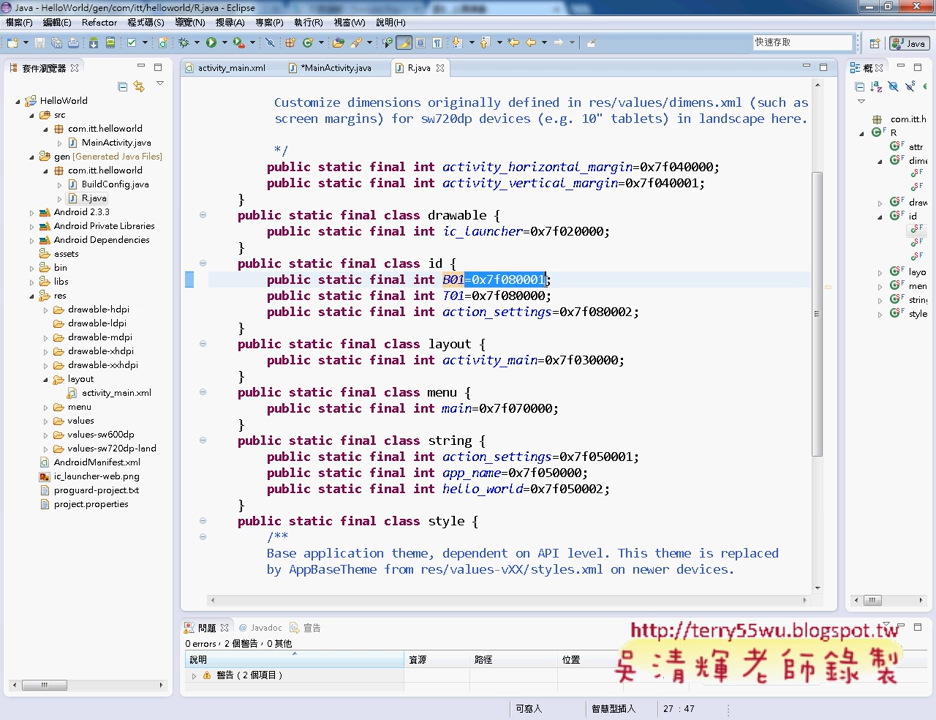 Java - HelloWorld/gen/com/itt/helloworld/R.java - Eclipse
檔案(F) 編輯(E) Refactor 程式碼(S) 導覽(N) 搜尋(A) 專案(P) 執行(R) 視窗(W) 說明(H)
快速存取
Java
套件瀏覽器
activity_main.xml
*MainActivity.java
R.java
概
HelloWorld
src
com.itt.helloworld
MainActivity.java
gen [Generated Java Files]
com.itt.helloworld
BuildConfig.java
R.java
Android 2.3.3
Android Private Libraries
Android Dependencies
assets
bin
libs
res
drawable-hdpi
drawable-ldpi
drawable-mdpi
drawable-xhdpi
drawable-xxhdpi
layout
activity_main.xml
menu
values
values-sw600dp
values-sw720dp-land
AndroidManifest.xml
ic_launcher-web.png
proguard-project.txt
project.properties
Customize dimensions originally defined in res/values/dimens.xml (such as
screen margins) for sw720dp devices (e.g. 10" tablets) in landscape here.
*/
public static final int activity_horizontal_margin=0x7f040000;
public static final int activity_vertical_margin=0x7f040001;
}
public static final class drawable {
public static final int ic_launcher=0x7f020000;
}
public static final class id {
public static final int B01=0x7f080001;
public static final int T01=0x7f080000;
public static final int action_settings=0x7f080002;
}
public static final class layout {
public static final int activity_main=0x7f030000;
}
public static final class menu {
public static final int main=0x7f070000;
}
public static final class string {
public static final int action_settings=0x7f050001;
public static final int app_name=0x7f050000;
public static final int hello_world=0x7f050002;
}
public static final class style {
/**
Base application theme, dependent on API level. This theme is replaced
by AppBaseTheme from res/values-vXX/styles.xml on newer devices.
com.itt.h
R
attr
dime
draw
id
layo
men
strin
style
問題
@ Javadoc
宣告
0 errors，2 個警告，0 其他
說明
資源
路徑
位置
警告 (2 個項目)
http://terry55wu.blogspot.tw
吳清輝老師錄製
可寫入
智慧型插入
27 : 47